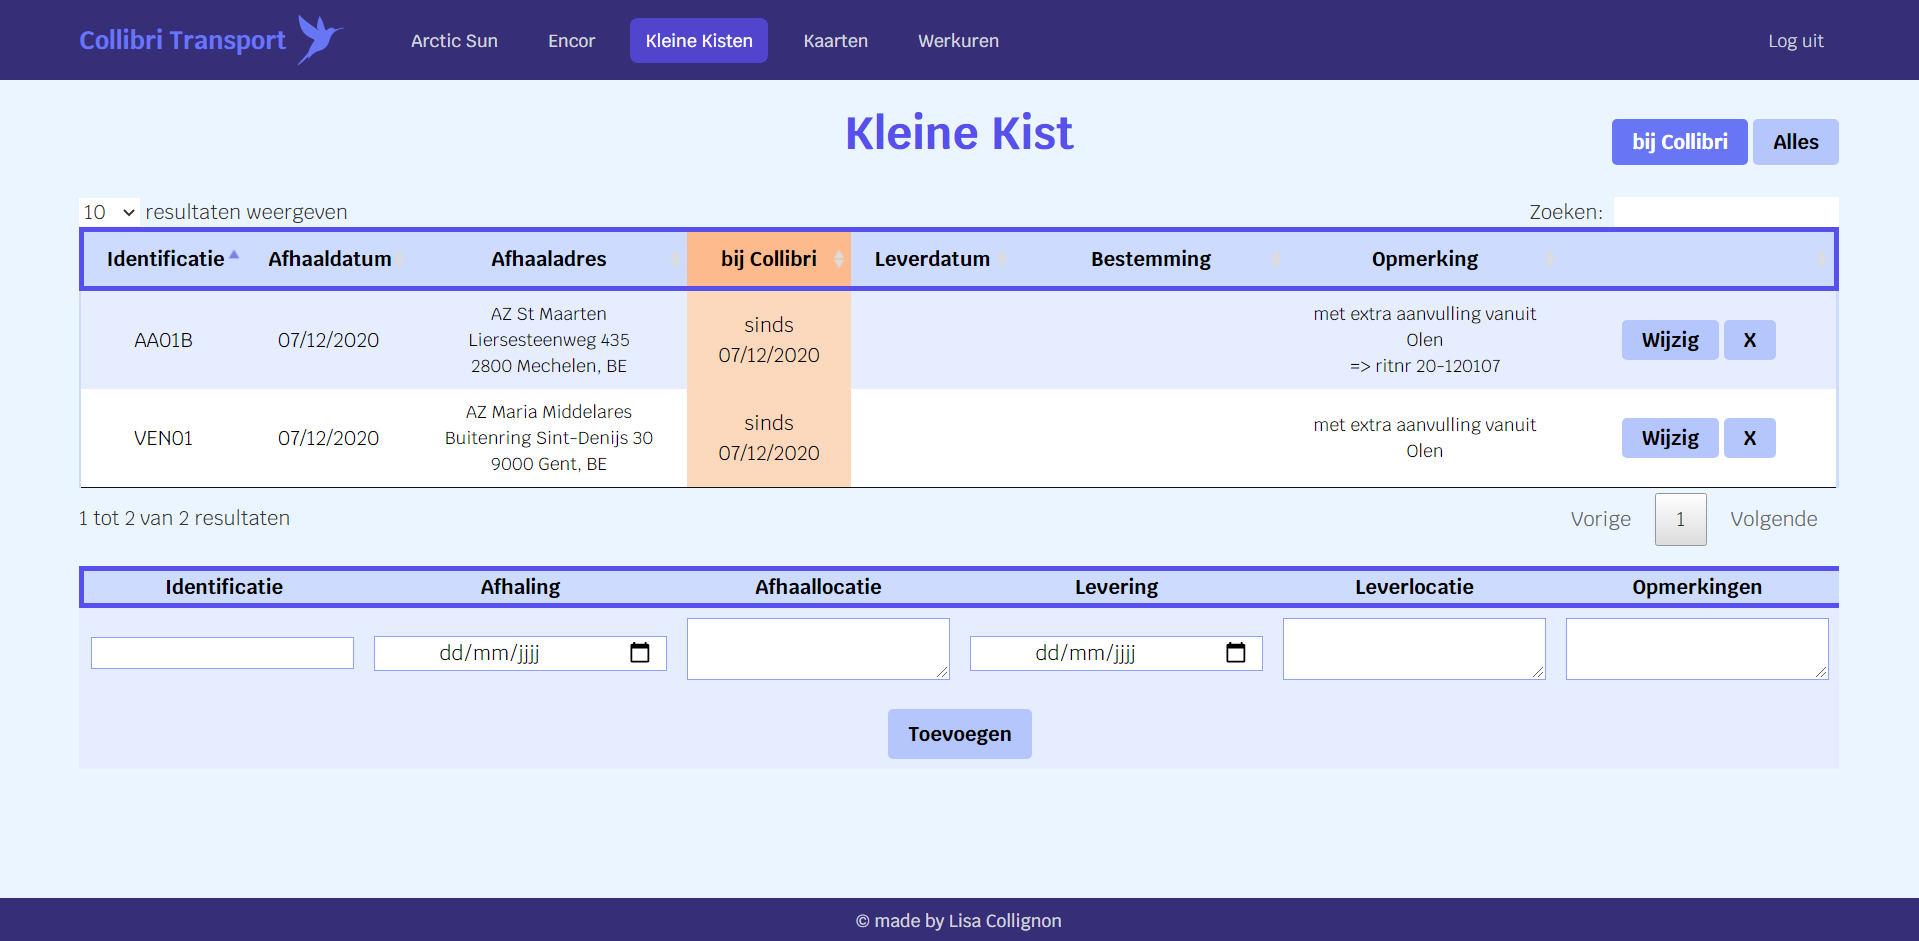 Collibri Transport Arctic Sun Encor Kleine Kisten Kaarten Werkuren Log uit
Kleine Kist
bij Collibri Alles
10 resultaten weergeven Zoeken:
Identificatie Afhaaldatum Afhaaladres bij Collibri Leverdatum Bestemming Opmerking
AA01B 07/12/2020
AZ St Maarten
Liersesteenweg 435
2800 Mechelen, BE
sinds
07/12/2020
met extra aanvulling vanuit
Olen
=> ritnr 20-120107
Wijzig X
VEN01 07/12/2020
AZ Maria Middelares
Buitenring Sint-Denijs 30
9000 Gent, BE
sinds
07/12/2020
met extra aanvulling vanuit
Olen
Wijzig X
1 tot 2 van 2 resultaten Vorige 1 Volgende
Identificatie Afhaling Afhaallocatie Levering Leverlocatie Opmerkingen
dd/mm/jjjj dd/mm/jjjj
Toevoegen
© made by Lisa Collignon